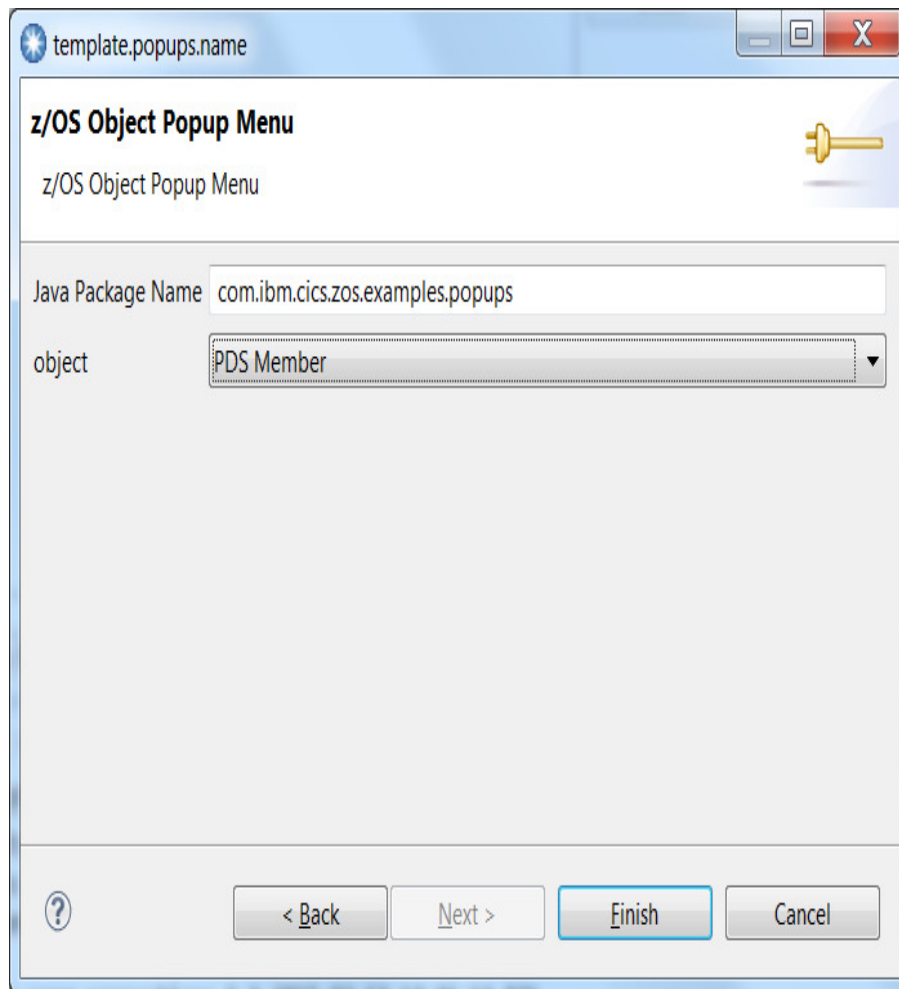 template.popups.name
z/OS Object Popup Menu
z/OS Object Popup Menu
Java Package Name com.ibm.cics.zos.examples.popups
object PDS Member
?
< Back Next > Finish Cancel